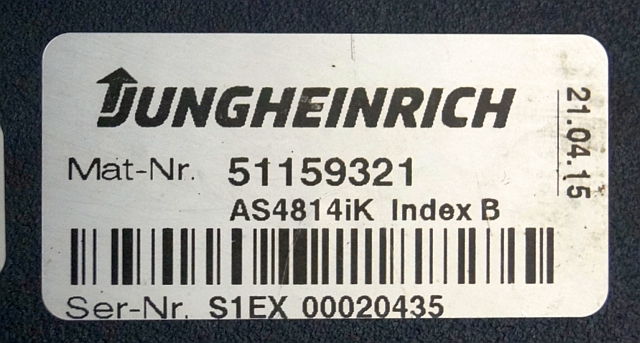 JUNGHEINRICH
Mat-Nr. 51159321
AS4814iK Index B
Ser-Nr. S1EX 00020435
21.04.15